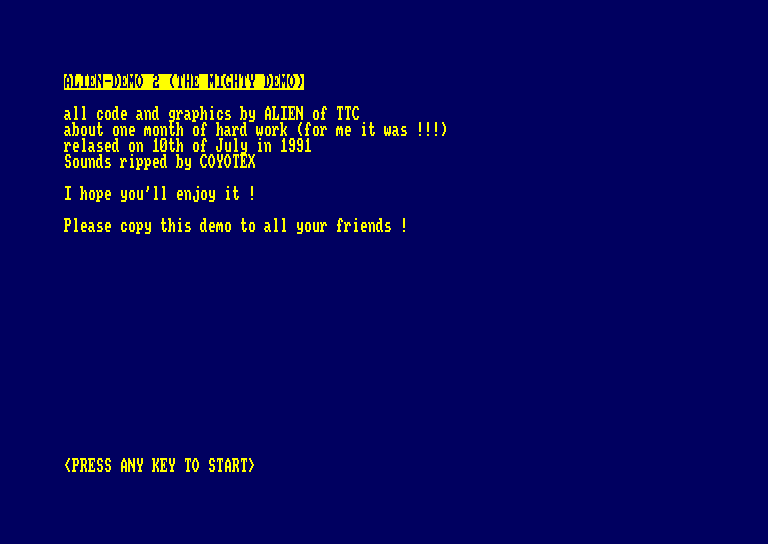 ALIEN-DEMO 2 (THE MIGHTY DEMO)
all code and graphics by ALIEN of TTC
about one month of hard work (for me it was !!!)
relased on 10th of July in 1991
Sounds ripped by COYOTEX
I hope you'll enjoy it !
Please copy this demo to all your friends !
<PRESS ANY KEY TO START>